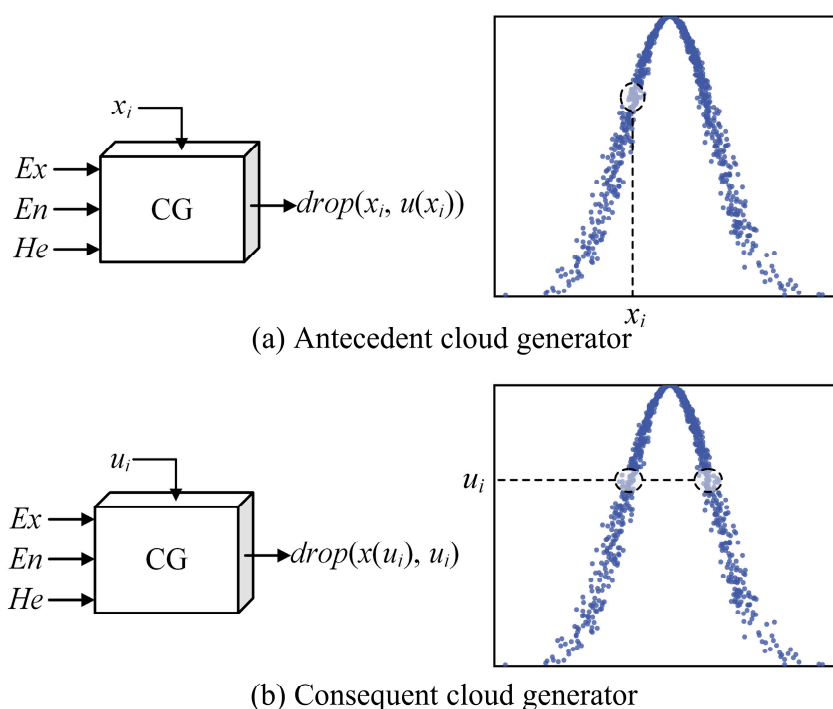 xᵢ
Ex
En
He
CG
drop(xᵢ, u(xᵢ))
xᵢ
(a) Antecedent cloud generator
uᵢ
Ex
En
He
CG
drop(x(uᵢ), uᵢ)
uᵢ
(b) Consequent cloud generator